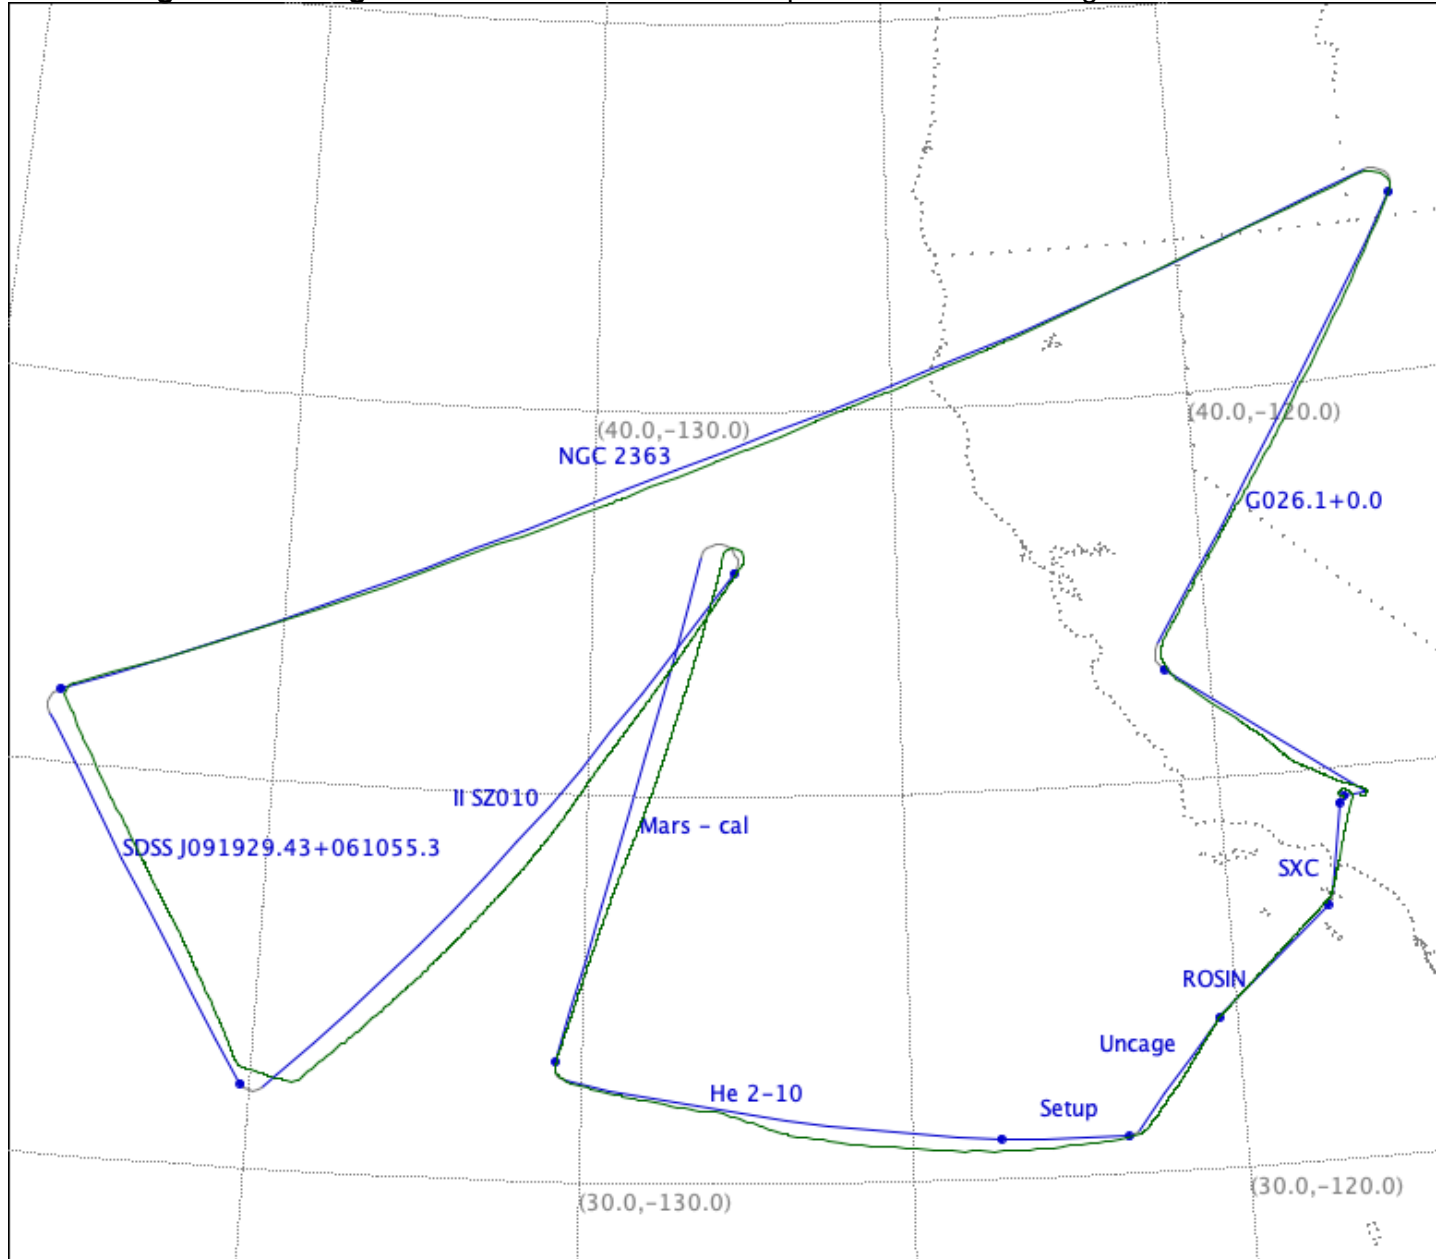 (40.0,-120.0)
(40.0,-130.0)
NGC 2363
G026.1+0.0
II SZ010
Mars - cal
SDSS J091929.43+061055.3
SXC
ROSIN
Uncage
He 2-10
Setup
(30.0,-120.0)
(30.0,-130.0)